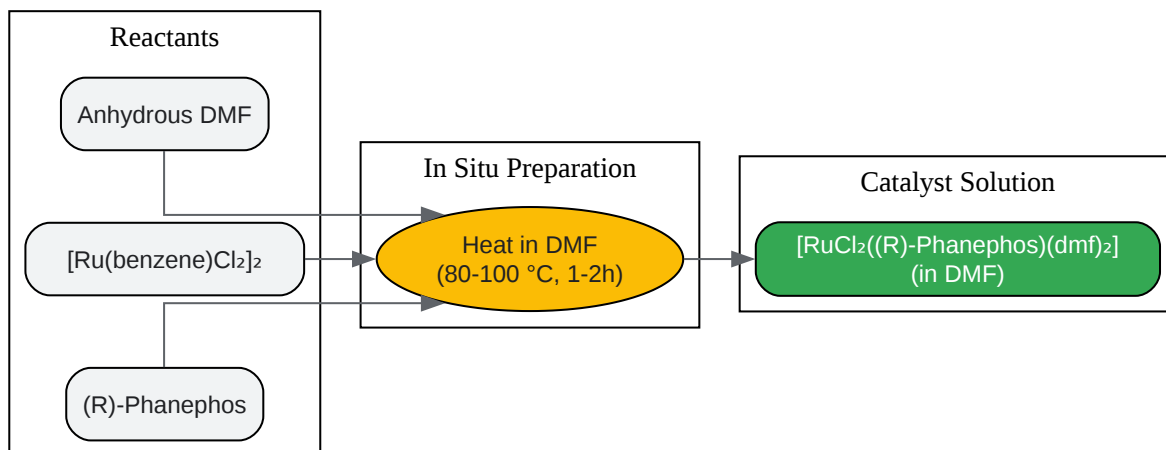 Reactants
Anhydrous DMF
[Ru(benzene)Cl₂]₂
(R)-Phanephos
In Situ Preparation
Heat in DMF
(80-100 °C, 1-2h)
Catalyst Solution
[RuCl₂((R)-Phanephos)(dmf)₂]
(in DMF)